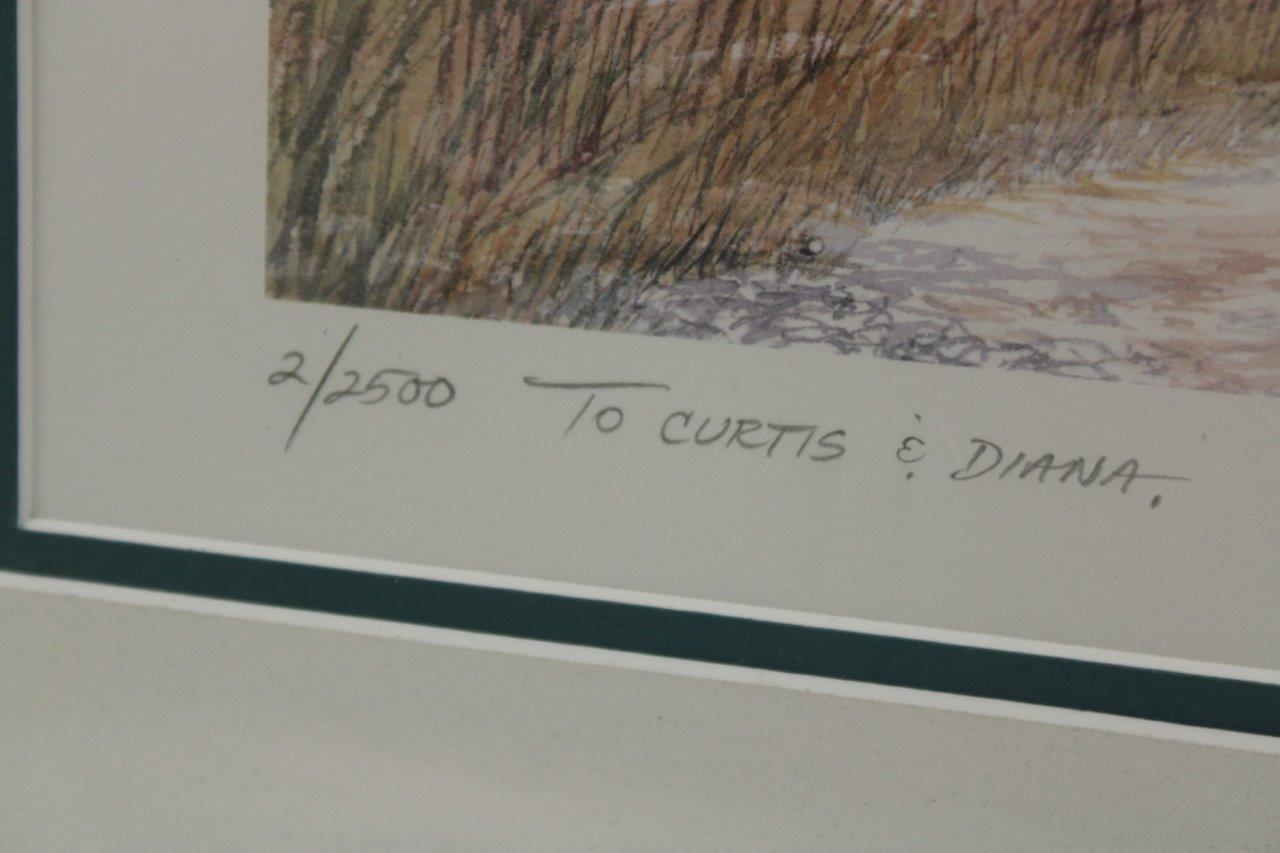 2/2500 TO CURTIS & DIANA.